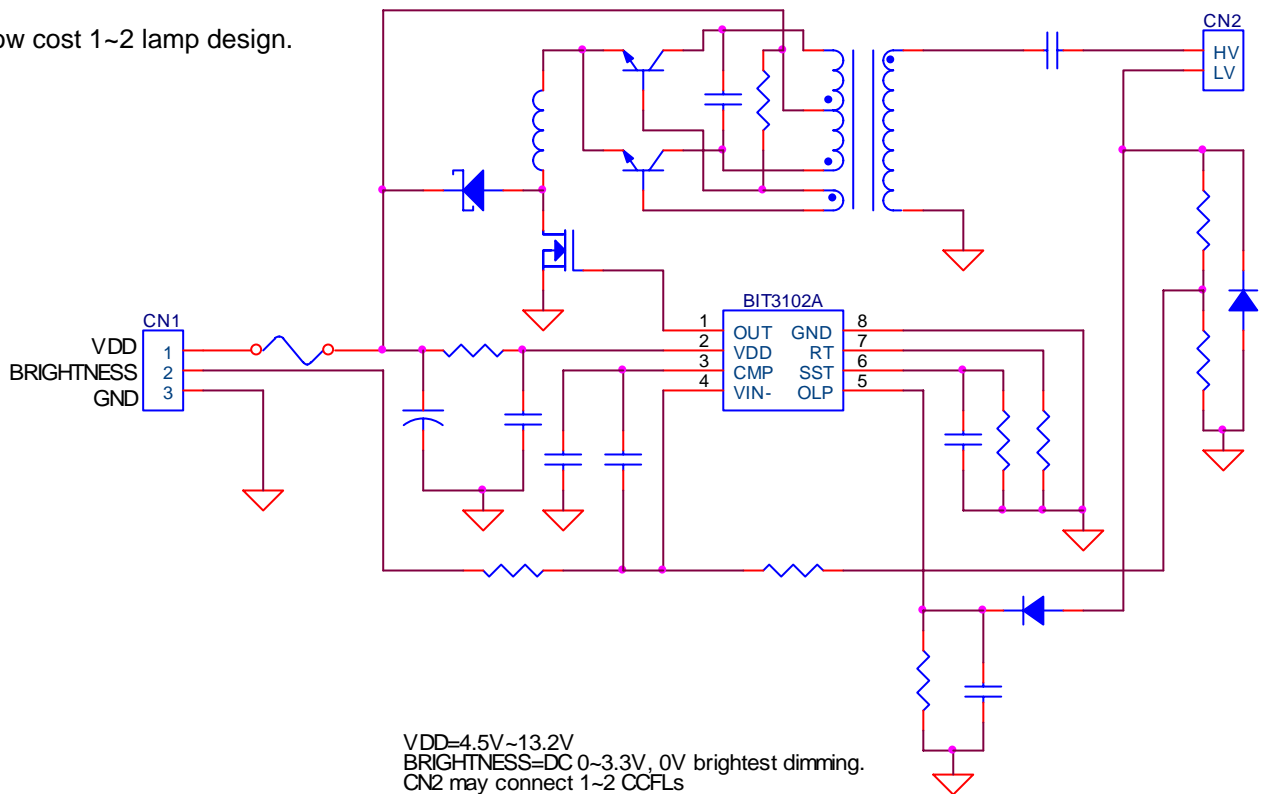 ow cost 1~2 lamp design.
CN2
HV
LV
BIT3102A
1 OUT GND 8
2 VDD RT 7
3 CMP SST 6
4 VIN- OLP 5
CN1
VDD 1
BRIGHTNESS 2
GND 3
VDD=4.5V~13.2V
BRIGHTNESS=DC 0~3.3V, 0V brightest dimming.
CN2 may connect 1~2 CCFLs